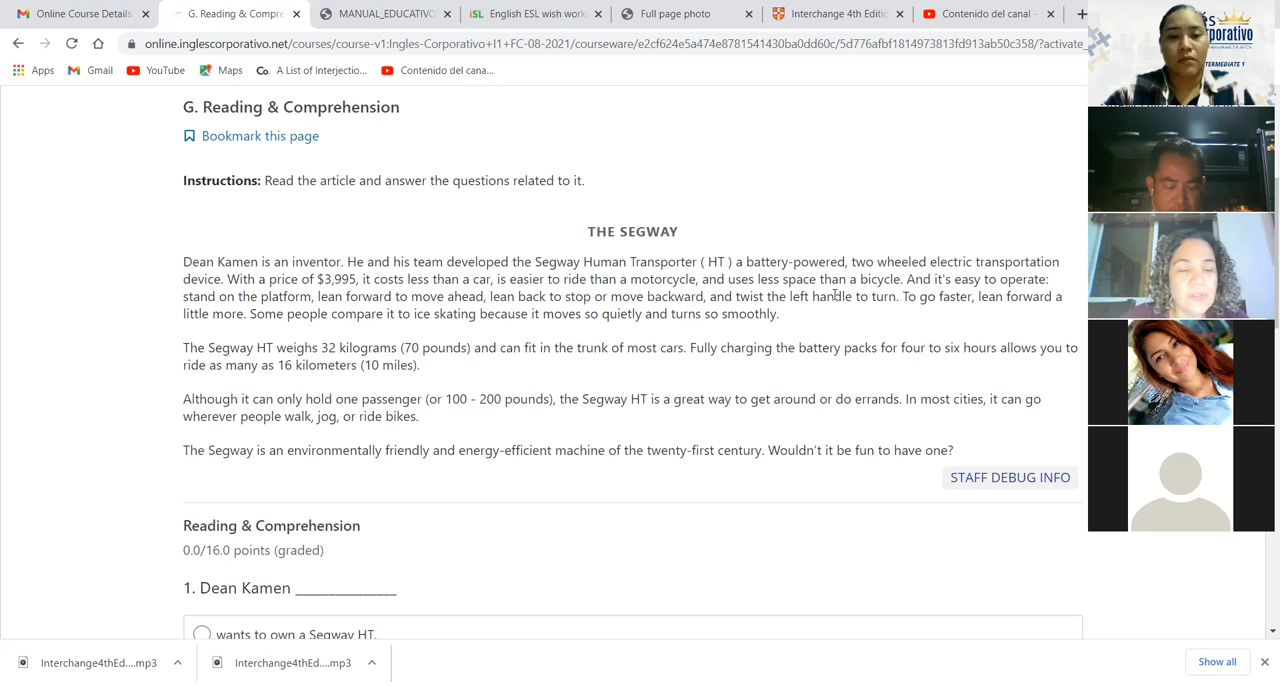 Online Course Details
G. Reading & Compre
MANUAL_EDUCATIVO
English ESL wish work
Full page photo
Interchange 4th Editi
Contenido del canal -
online.inglescorporativo.net/courses/course-v1:Ingles-Corporativo+I1+TC-08-2021/courseware/e2cf624e5a474e8781541430ba0dd60c/5d776afbf1814973813fd913ab50c358/?activate_
Apps
Gmail
YouTube
Maps
A List of Interjectio...
Contenido del cana...
INTERMEDIATE 1
G. Reading & Comprehension
Bookmark this page
Instructions: Read the article and answer the questions related to it.
THE SEGWAY
Dean Kamen is an inventor. He and his team developed the Segway Human Transporter ( HT ) a battery-powered, two wheeled electric transportation
device. With a price of $3,995, it costs less than a car, is easier to ride than a motorcycle, and uses less space than a bicycle. And it's easy to operate:
stand on the platform, lean forward to move ahead, lean back to stop or move backward, and twist the left handle to turn. To go faster, lean forward a
little more. Some people compare it to ice skating because it moves so quietly and turns so smoothly.
The Segway HT weighs 32 kilograms (70 pounds) and can fit in the trunk of most cars. Fully charging the battery packs for four to six hours allows you to
ride as many as 16 kilometers (10 miles).
Although it can only hold one passenger (or 100 - 200 pounds), the Segway HT is a great way to get around or do errands. In most cities, it can go
wherever people walk, jog, or ride bikes.
The Segway is an environmentally friendly and energy-efficient machine of the twenty-first century. Wouldn't it be fun to have one?
STAFF DEBUG INFO
Reading & Comprehension
0.0/16.0 points (graded)
1. Dean Kamen _______________
wants to own a Segway HT.
Interchange4thEd....mp3
Interchange4thEd....mp3
Show all